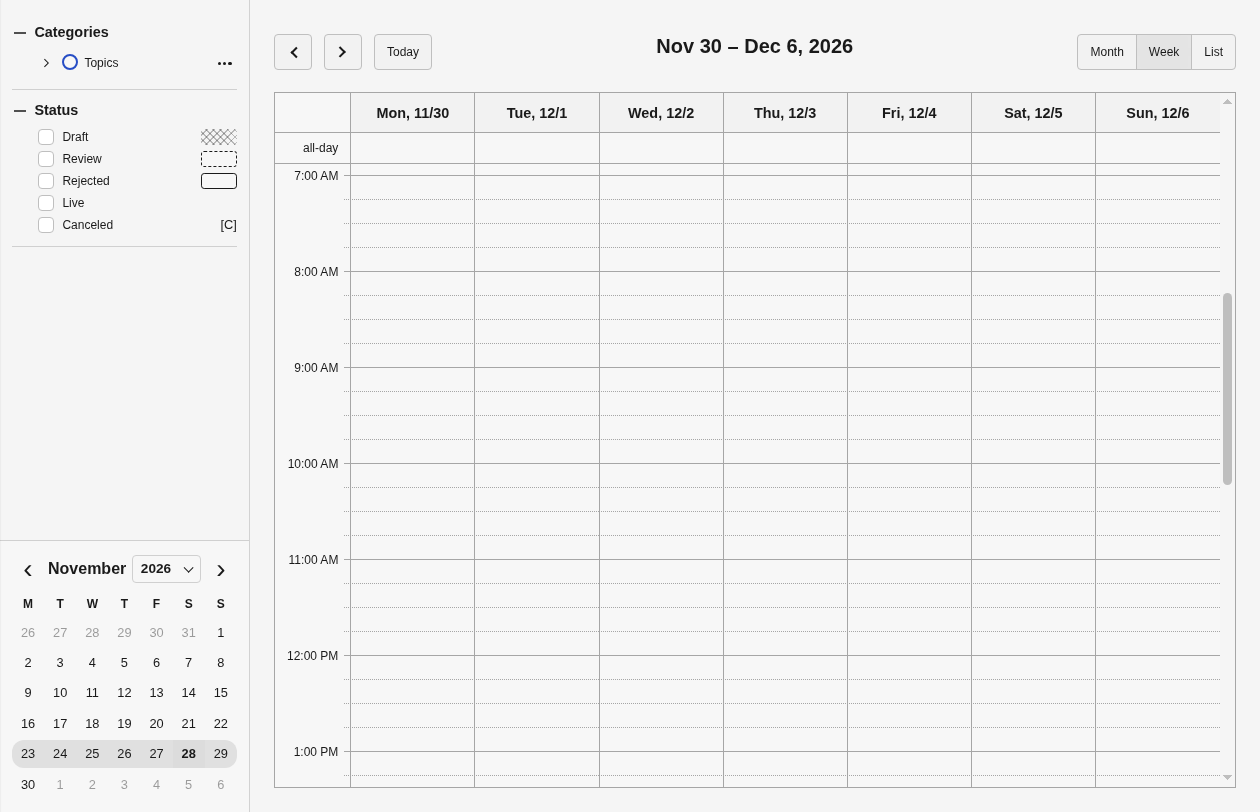 Categories
Topics
Status
Draft
Review
Rejected
Live
Canceled [C]
November 2026
M T W T F S S
26 27 28 29 30 31 1
2 3 4 5 6 7 8
9 10 11 12 13 14 15
16 17 18 19 20 21 22
23 24 25 26 27 28 29
30 1 2 3 4 5 6
Today
Nov 30 – Dec 6, 2026
Month Week List
Mon, 11/30 Tue, 12/1 Wed, 12/2 Thu, 12/3 Fri, 12/4 Sat, 12/5 Sun, 12/6
all-day
7:00 AM
8:00 AM
9:00 AM
10:00 AM
11:00 AM
12:00 PM
1:00 PM